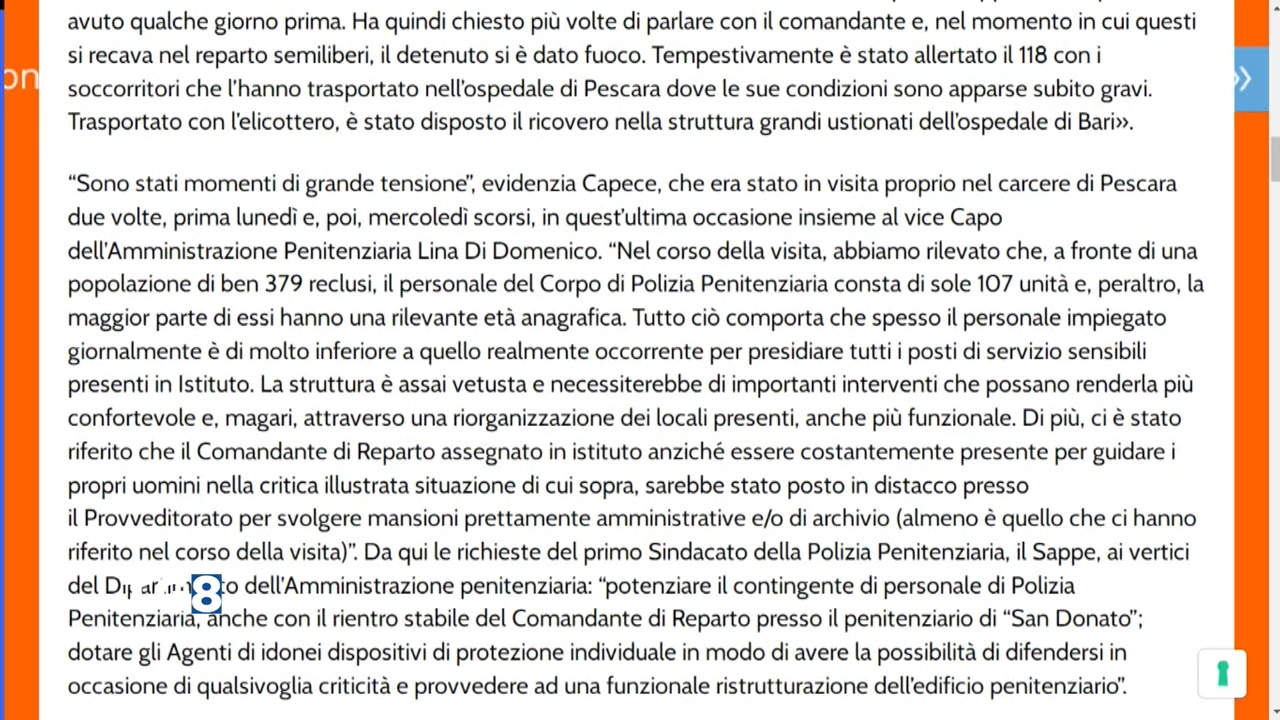 avuto qualche giorno prima. Ha quindi chiesto più volte di parlare con il comandante e, nel momento in cui questi
si recava nel reparto semiliberi, il detenuto si è dato fuoco. Tempestivamente è stato allertato il 118 con i
soccorritori che l'hanno trasportato nell'ospedale di Pescara dove le sue condizioni sono apparse subito gravi.
Trasportato con l'elicottero, è stato disposto il ricovero nella struttura grandi ustionati dell'ospedale di Bari».
“Sono stati momenti di grande tensione”, evidenzia Capece, che era stato in visita proprio nel carcere di Pescara
due volte, prima lunedì e, poi, mercoledì scorsi, in quest'ultima occasione insieme al vice Capo
dell'Amministrazione Penitenziaria Lina Di Domenico. “Nel corso della visita, abbiamo rilevato che, a fronte di una
popolazione di ben 379 reclusi, il personale del Corpo di Polizia Penitenziaria consta di sole 107 unità e, peraltro, la
maggior parte di essi hanno una rilevante età anagrafica. Tutto ciò comporta che spesso il personale impiegato
giornalmente è di molto inferiore a quello realmente occorrente per presidiare tutti i posti di servizio sensibili
presenti in Istituto. La struttura è assai vetusta e necessiterebbe di importanti interventi che possano renderla più
confortevole e, magari, attraverso una riorganizzazione dei locali presenti, anche più funzionale. Di più, ci è stato
riferito che il Comandante di Reparto assegnato in istituto anziché essere costantemente presente per guidare i
propri uomini nella critica illustrata situazione di cui sopra, sarebbe stato posto in distacco presso
il Provveditorato per svolgere mansioni prettamente amministrative e/o di archivio (almeno è quello che ci hanno
riferito nel corso della visita)”. Da qui le richieste del primo Sindacato della Polizia Penitenziaria, il Sappe, ai vertici
del 8 dell'Amministrazione penitenziaria: “potenziare il contingente di personale di Polizia
Penitenziaria, anche con il rientro stabile del Comandante di Reparto presso il penitenziario di “San Donato”;
dotare gli Agenti di idonei dispositivi di protezione individuale in modo di avere la possibilità di difendersi in
occasione di qualsivoglia criticità e provvedere ad una funzionale ristrutturazione dell'edificio penitenziario”.